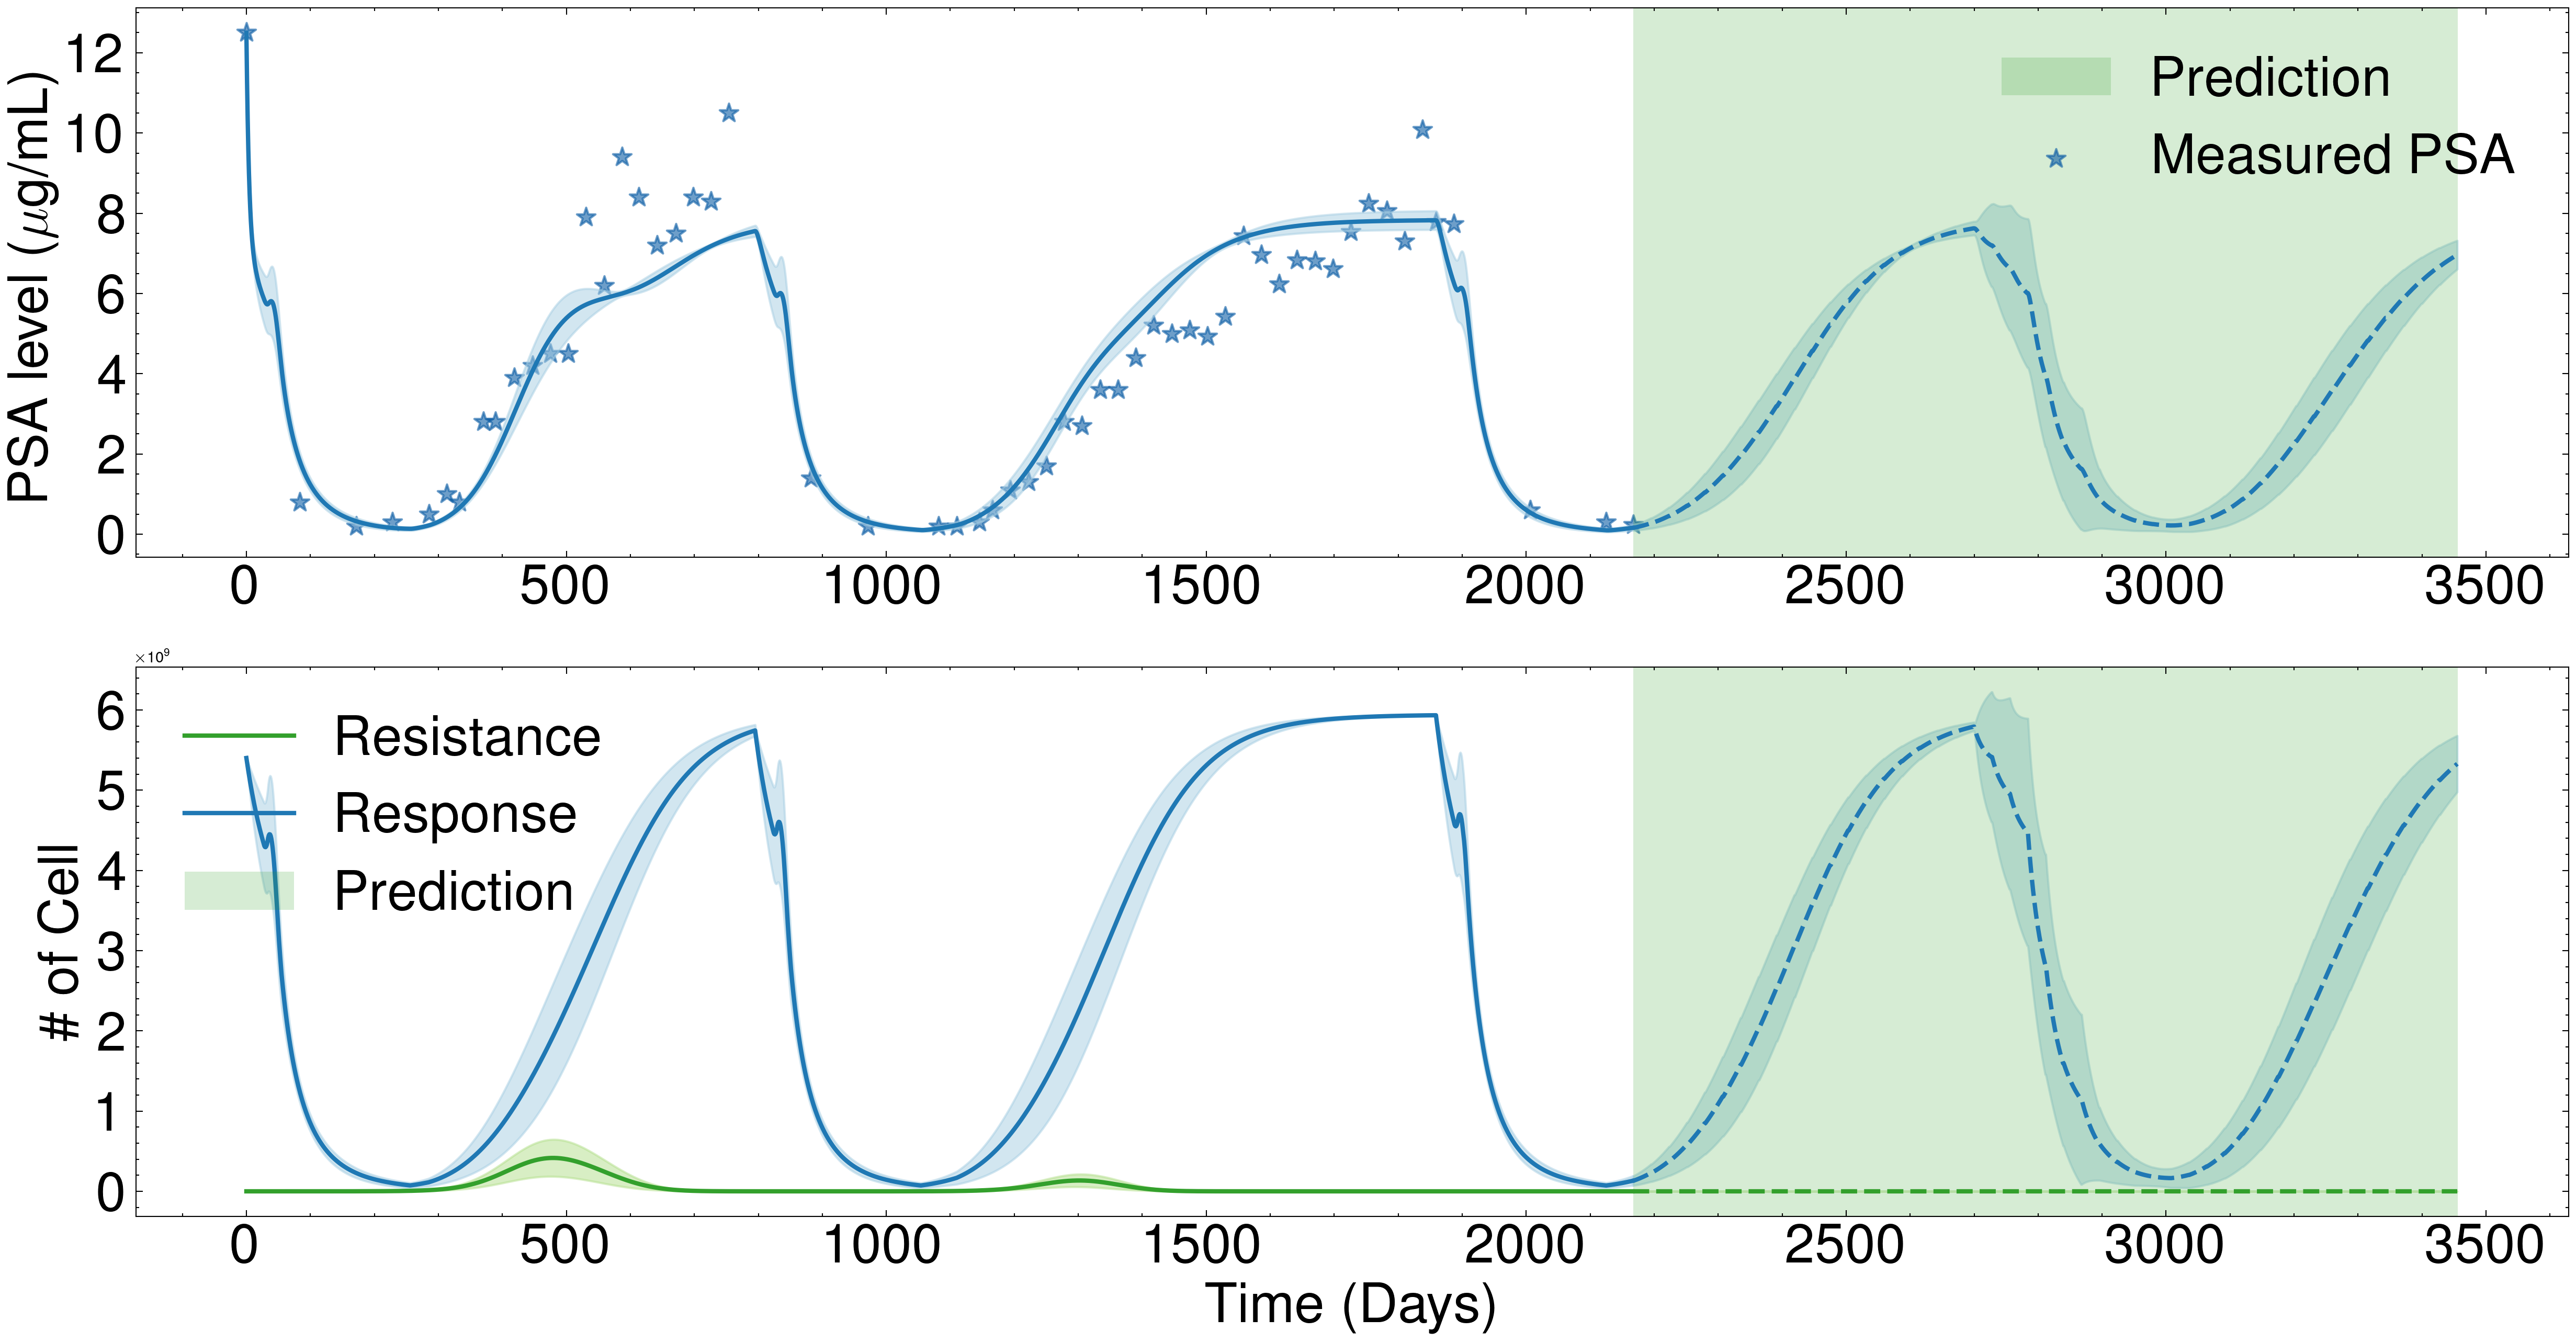 PSA level (μg/mL)
12
10
8
6
4
2
0
Prediction
Measured PSA
0 500 1000 1500 2000 2500 3000 3500
×10⁹
# of Cell
6
5
4
3
2
1
0
Resistance
Response
Prediction
0 500 1000 1500 2000 2500 3000 3500
Time (Days)